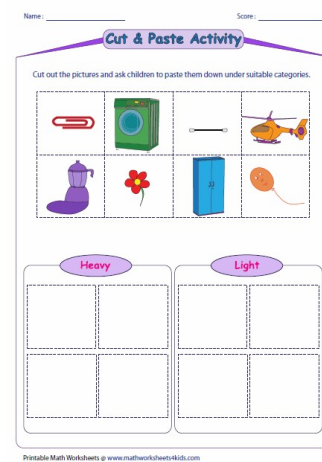 Name : Score :
Cut & Paste Activity
Cut out the pictures and ask children to paste them down under suitable categories.
Heavy Light
Printable Math Worksheets @ www.mathworksheets4kids.com